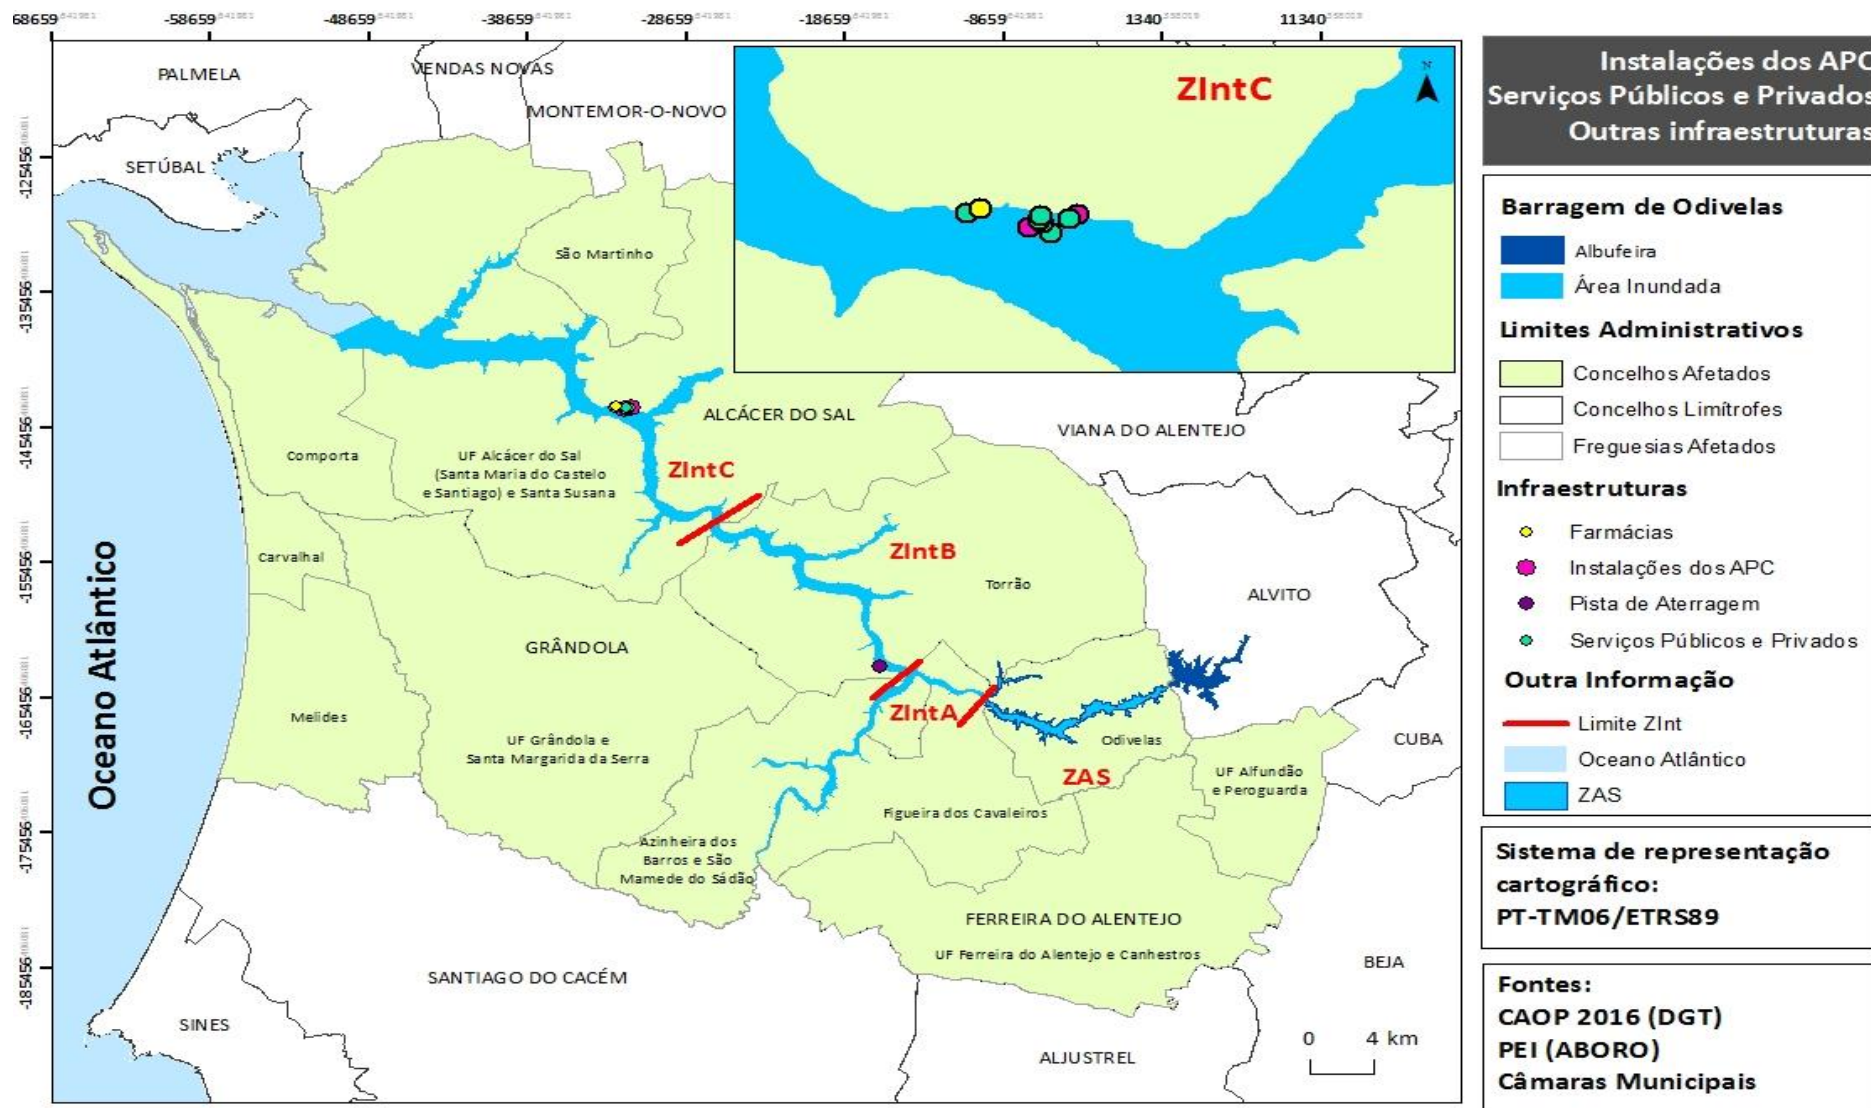 68659
-58659
-48659
-38659
-28659
-18659
-8659
1340
11340
-125456
-135456
-145456
-155456
-165456
-175456
-185456
PALMELA
VENDAS NOVAS
MONTEMOR-O-NOVO
SETÚBAL
São Martinho
ZIntC
N
ALCÁCER DO SAL
VIANA DO ALENTEJO
Comporta
UF Alcácer do Sal
(Santa Maria do Castelo
e Santiago) e Santa Susana
ZIntC
Carvalhal
ZIntB
Torrão
ALVITO
Oceano Atlântico
GRÂNDOLA
Melides
UF Grândola e
Santa Margarida da Serra
ZIntA
Odivelas
CUBA
ZAS
UF Alfundão
e Peroguarda
Figueira dos Cavaleiros
Azinheira dos
Barros e São
Mamede do Sádão
FERREIRA DO ALENTEJO
UF Ferreira do Alentejo e Canhestros
BEJA
SANTIAGO DO CACÉM
SINES
ALJUSTREL
0 4 km
Instalações dos APC
Serviços Públicos e Privados
Outras infraestruturas
Barragem de Odivelas
Albufeira
Área Inundada
Limites Administrativos
Concelhos Afetados
Concelhos Limítrofes
Freguesias Afetados
Infraestruturas
Farmácias
Instalações dos APC
Pista de Aterragem
Serviços Públicos e Privados
Outra Informação
Limite ZInt
Oceano Atlântico
ZAS
Sistema de representação
cartográfico:
PT-TM06/ETRS89
Fontes:
CAOP 2016 (DGT)
PEI (ABORO)
Câmaras Municipais